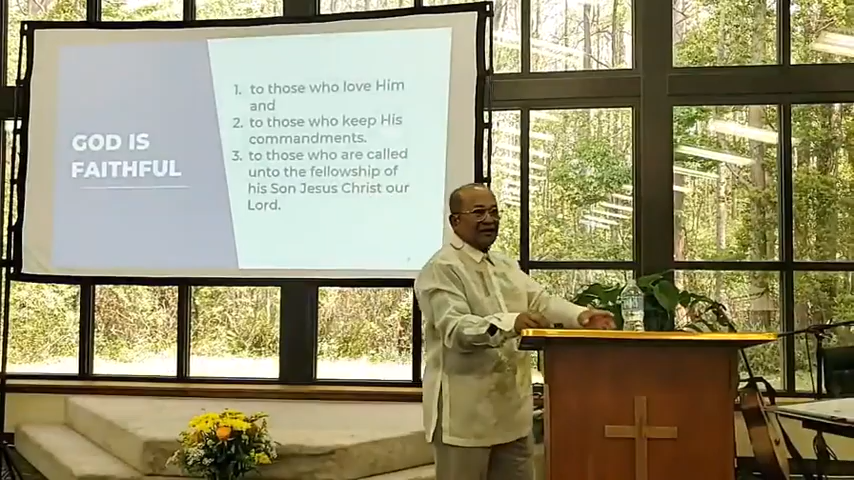 GOD IS
FAITHFUL
1. to those who love Him
and
2. to those who keep His
commandments.
3. to those who are called
unto the fellowship of
his Son Jesus Christ our
Lord.